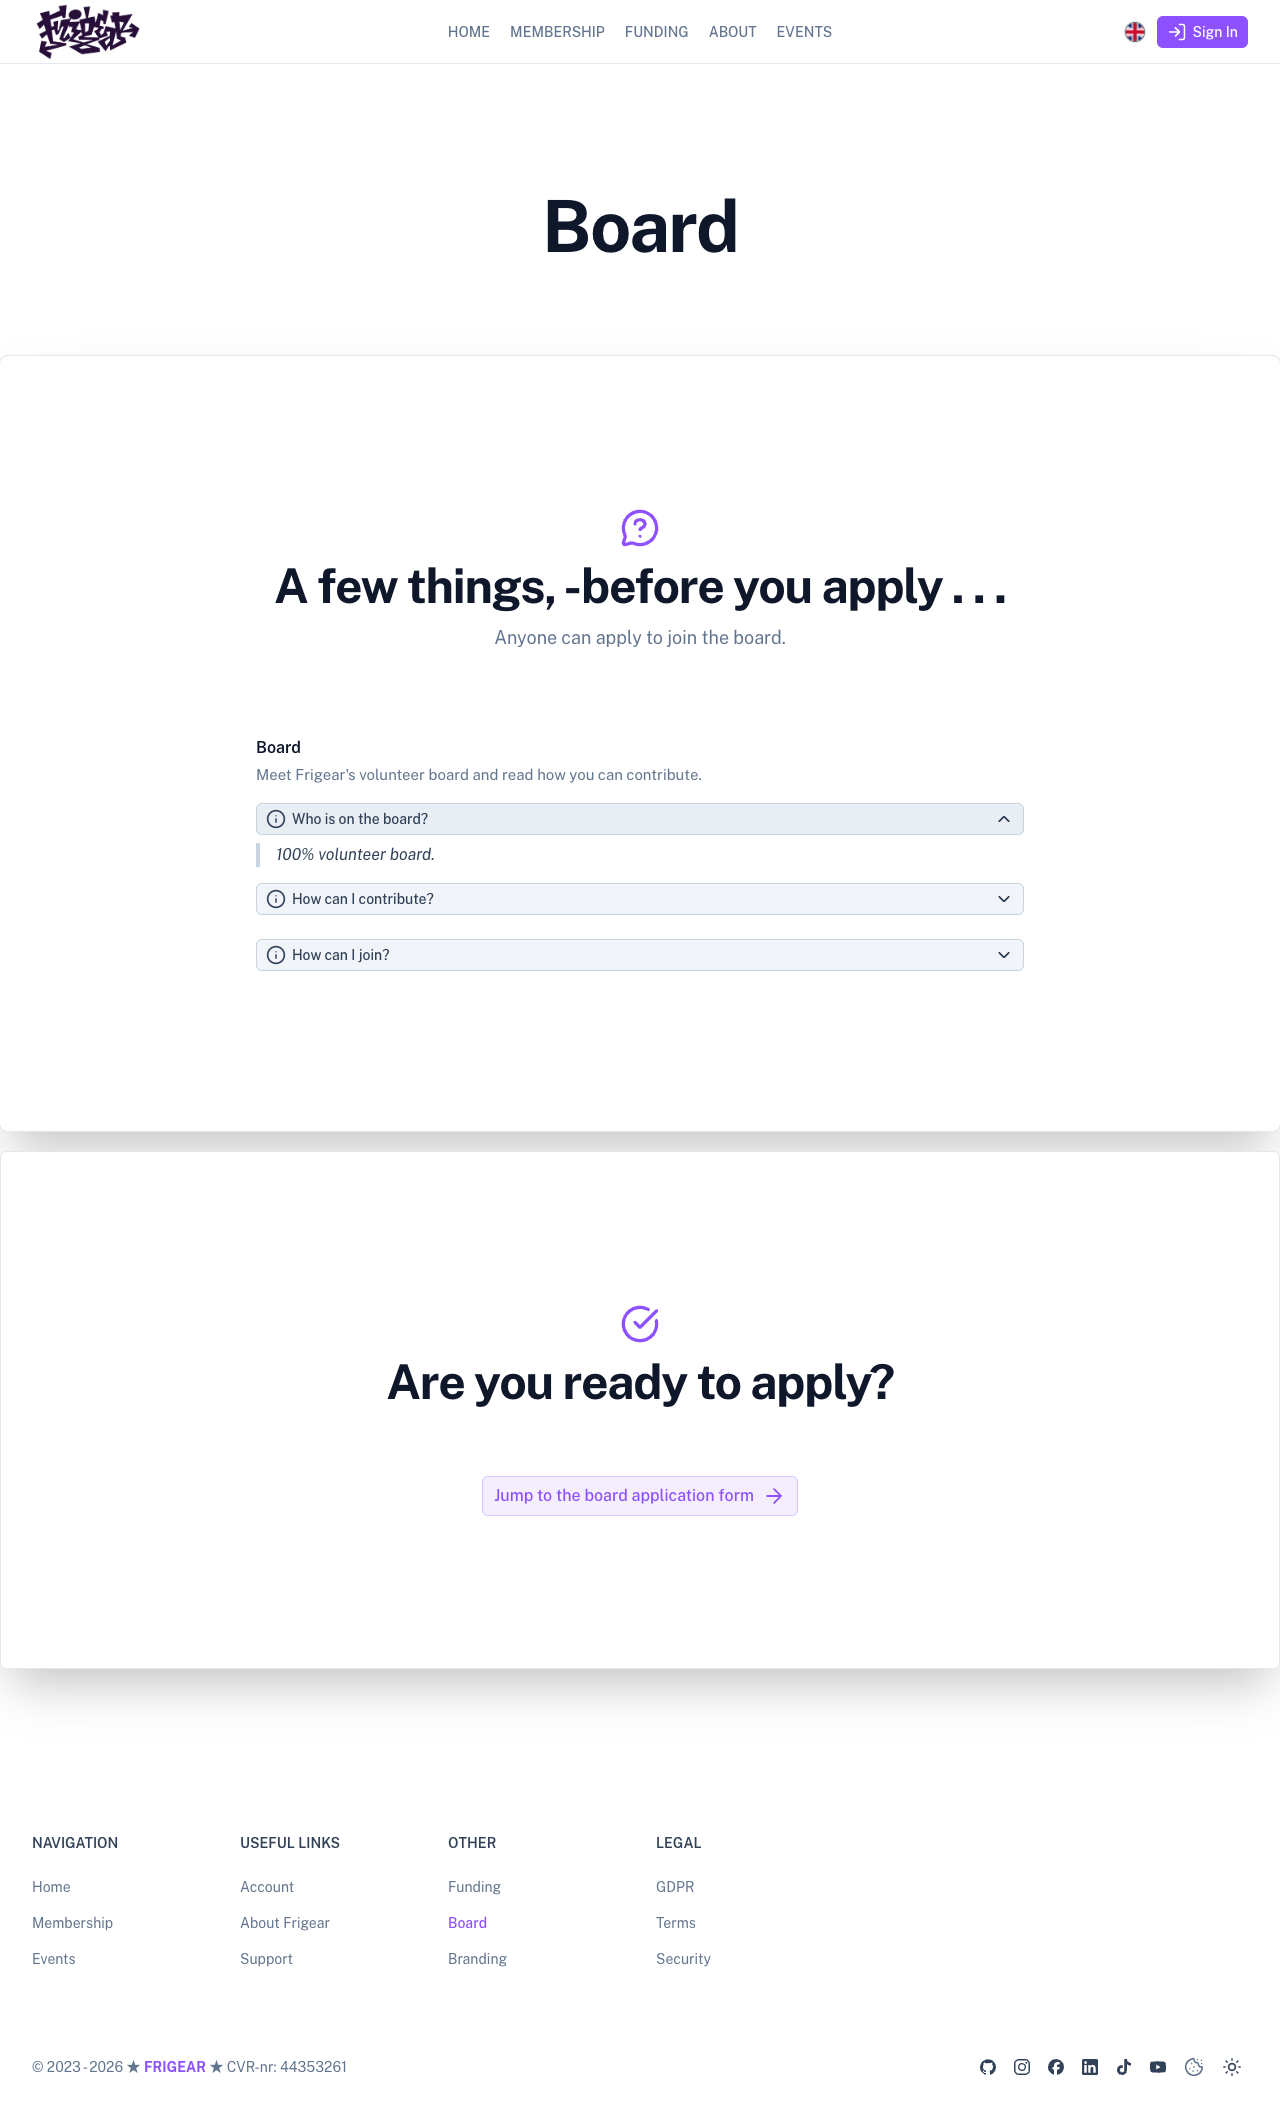 Frigear
HOME MEMBERSHIP FUNDING ABOUT EVENTS
Sign In
Board
A few things, -before you apply . . .
Anyone can apply to join the board.
Board
Meet Frigear's volunteer board and read how you can contribute.
Who is on the board?
100% volunteer board.
How can I contribute?
How can I join?
Are you ready to apply?
Jump to the board application form
NAVIGATION
Home
Membership
Events
USEFUL LINKS
Account
About Frigear
Support
OTHER
Funding
Board
Branding
LEGAL
GDPR
Terms
Security
© 2023 - 2026 ★ FRIGEAR ★ CVR-nr: 44353261